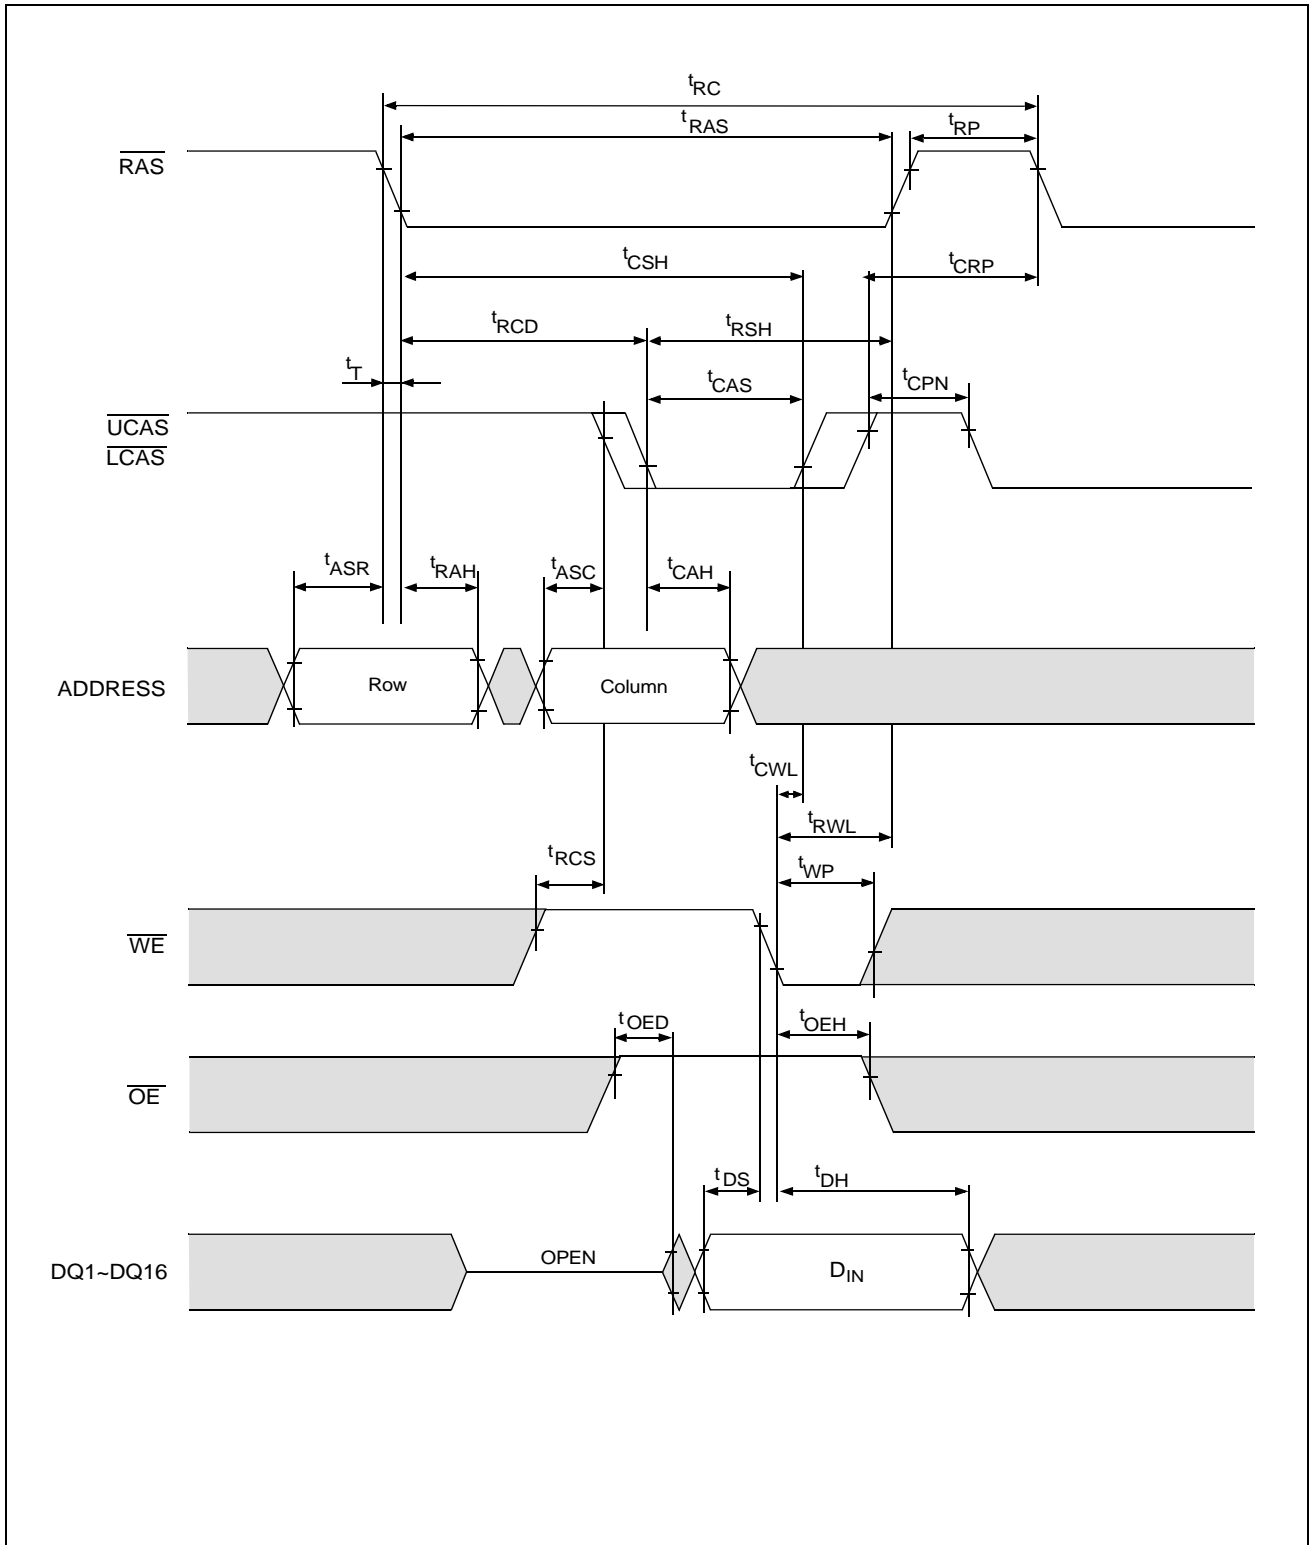 tRC
tRAS
tRP
RAS
tCSH
tCRP
tRCD
tRSH
tT
tCAS
tCPN
UCAS
LCAS
tASR
tRAH
tASC
tCAH
ADDRESS
Row
Column
tCWL
tRWL
tRCS
tWP
WE
tOED
tOEH
OE
tDS
tDH
DQ1~DQ16
OPEN
DIN